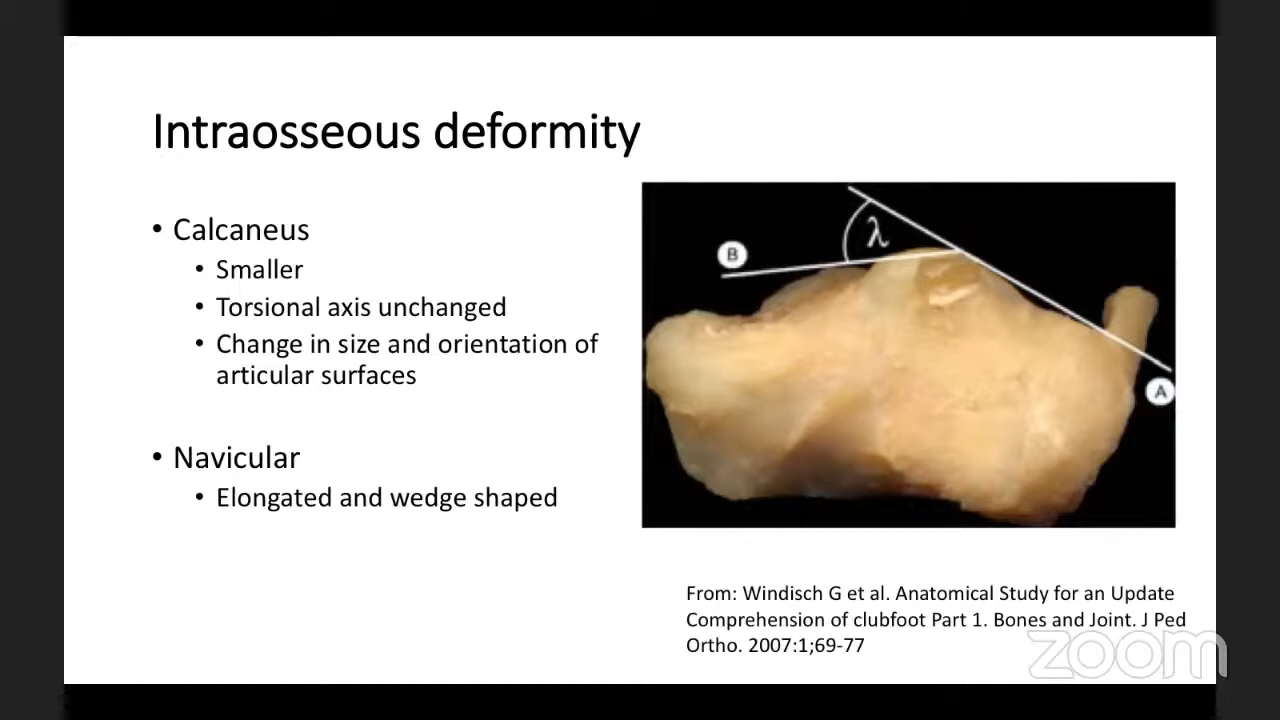 Intraosseous deformity
• Calcaneus
• Smaller
• Torsional axis unchanged
• Change in size and orientation of
articular surfaces
• Navicular
• Elongated and wedge shaped
λ
B
A
From: Windisch G et al. Anatomical Study for an Update
Comprehension of clubfoot Part 1. Bones and Joint. J Ped
Ortho. 2007:1;69-77
zoom